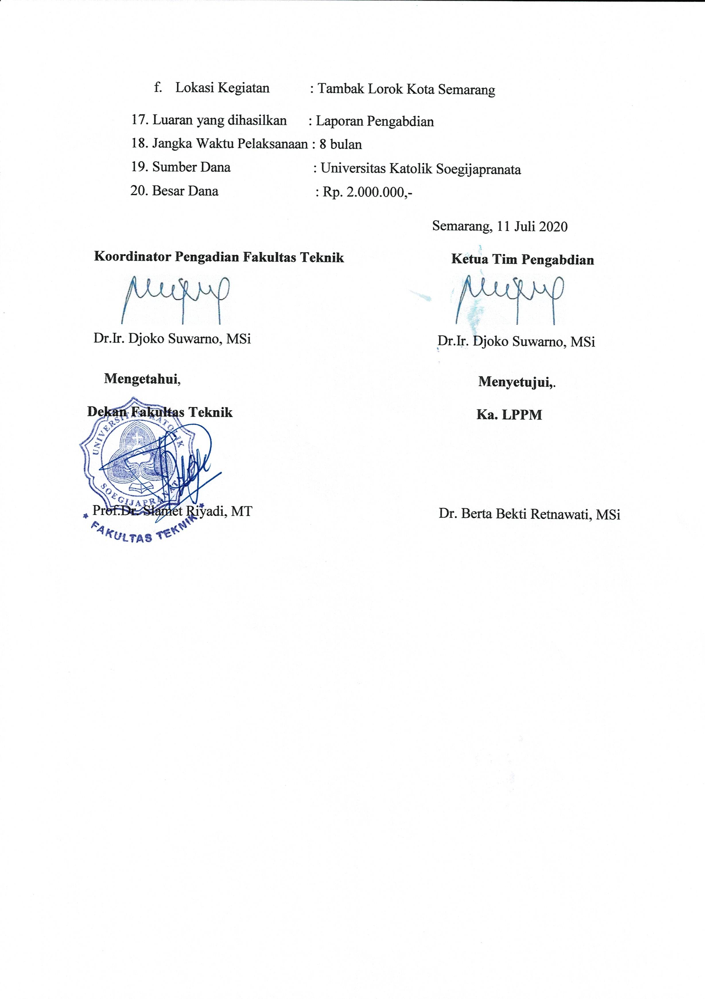 f. Lokasi Kegiatan : Tambak Lorok Kota Semarang
17. Luaran yang dihasilkan : Laporan Pengabdian
18. Jangka Waktu Pelaksanaan : 8 bulan
19. Sumber Dana : Universitas Katolik Soegijapranata
20. Besar Dana : Rp. 2.000.000,-
Semarang, 11 Juli 2020
Koordinator Pengadian Fakultas Teknik Ketua Tim Pengabdian
Dr.Ir. Djoko Suwarno, MSi Dr.Ir. Djoko Suwarno, MSi
Mengetahui, Menyetujui,.
Dekan Fakultas Teknik Ka. LPPM
UNIVERSITAS KATOLIK
SOEGIJAPRANATA
Prof.Dr. Slamet Riyadi, MT Dr. Berta Bekti Retnawati, MSi
* FAKULTAS TEKNIK *